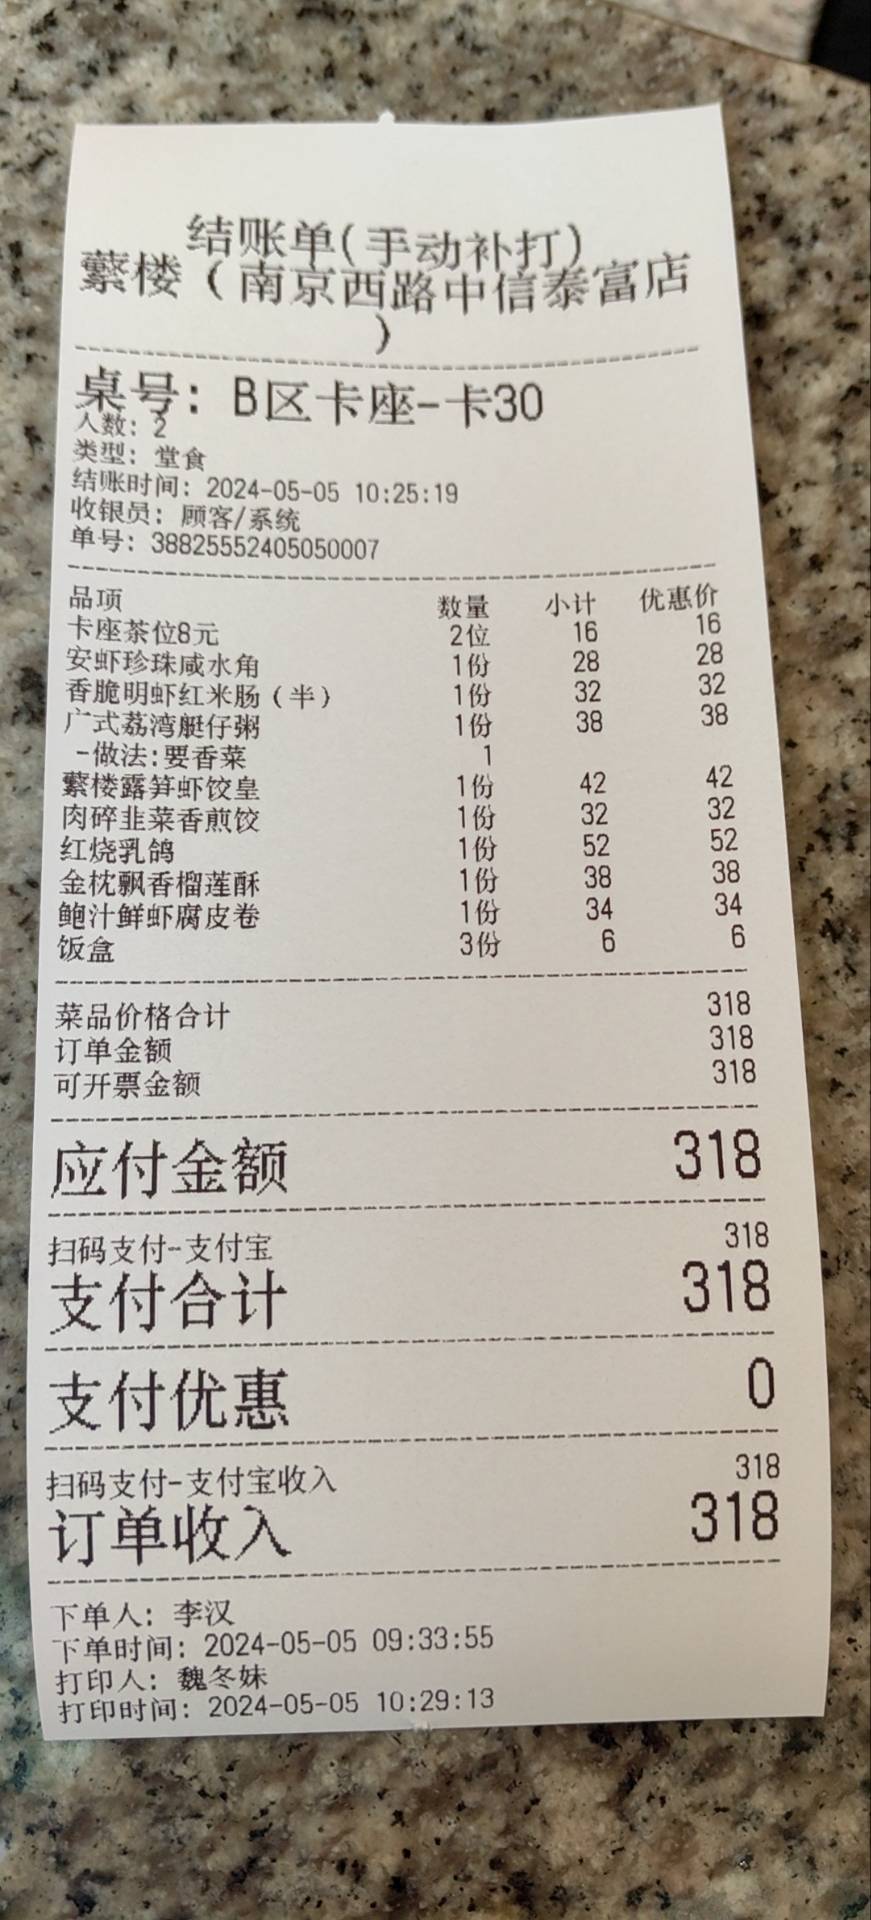 结账单(手动补打)
蘩楼（南京西路中信泰富店
）
桌号: B区卡座-卡30
人数: 2
类型: 堂食
结账时间: 2024-05-05 10:25:19
收银员: 顾客/系统
单号: 38825552405050007
品项 数量 小计 优惠价
卡座茶位8元 2位 16 16
安虾珍珠咸水角 1份 28 28
香脆明虾红米肠（半） 1份 32 32
广式荔湾艇仔粥 1份 38 38
-做法:要香菜 1
蘩楼露笋虾饺皇 1份 42 42
肉碎韭菜香煎饺 1份 32 32
红烧乳鸽 1份 52 52
金枕飘香榴莲酥 1份 38 38
鲍汁鲜虾腐皮卷 1份 34 34
饭盒 3份 6 6
菜品价格合计 318
订单金额 318
可开票金额 318
应付金额 318
扫码支付-支付宝 318
支付合计 318
支付优惠 0
扫码支付-支付宝收入 318
订单收入 318
下单人: 李汉
下单时间: 2024-05-05 09:33:55
打印人: 魏冬妹
打印时间: 2024-05-05 10:29:13